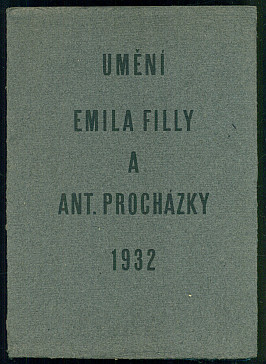 UMĚNÍ
EMILA FILLY
A
ANT. PROCHÁZKY
1932